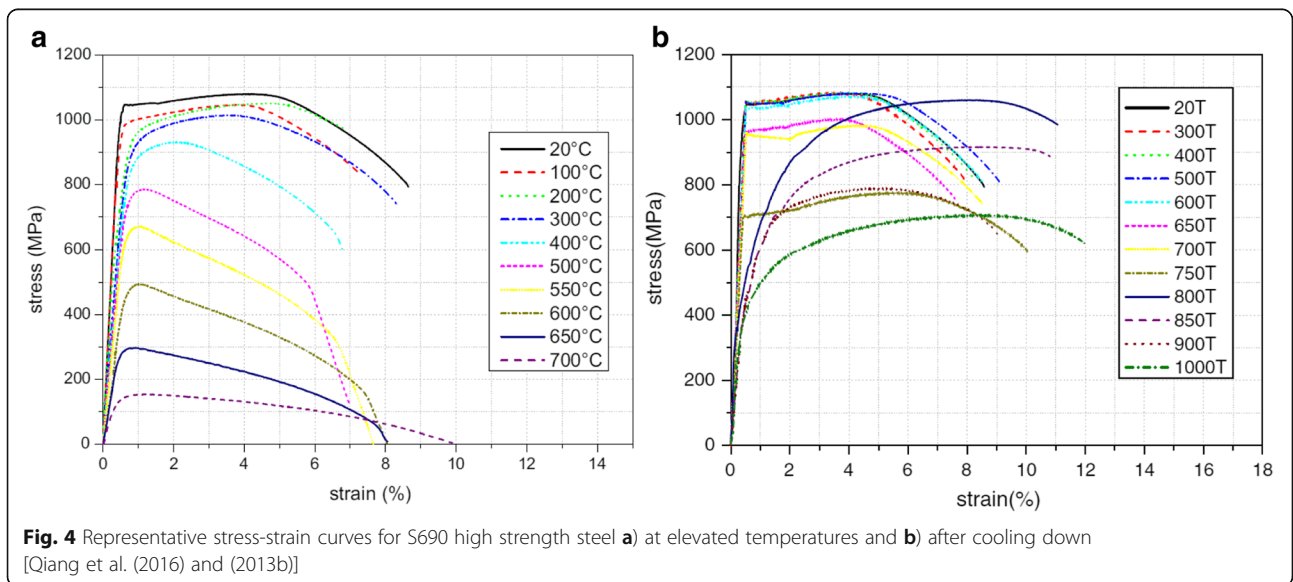 a
1200
1000
800
600
400
200
0
stress (MPa)
0 2 4 6 8 10 12 14
strain (%)
20°C
100°C
200°C
300°C
400°C
500°C
550°C
600°C
650°C
700°C
b
1200
1000
800
600
400
200
0
stress(MPa)
0 2 4 6 8 10 12 14 16 18
strain(%)
20T
300T
400T
500T
600T
650T
700T
750T
800T
850T
900T
1000T
Fig. 4 Representative stress-strain curves for S690 high strength steel a) at elevated temperatures and b) after cooling down
[Qiang et al. (2016) and (2013b)]